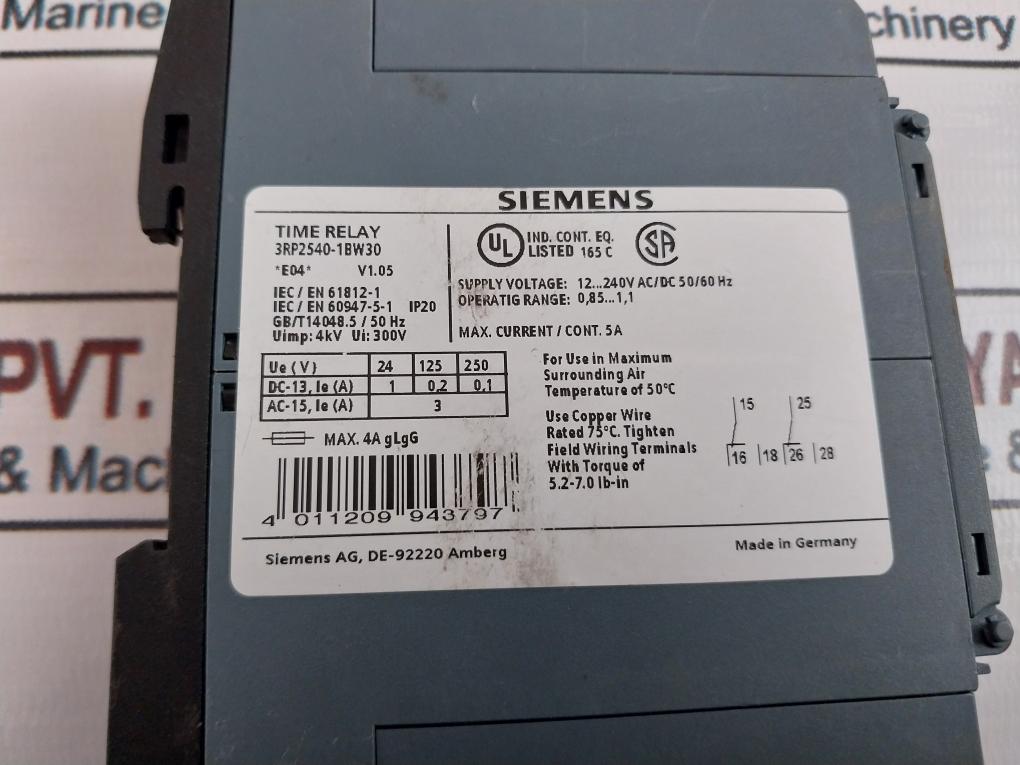 Marine
chinery
SIEMENS
TIME RELAY
3RP2540-1BW30
*E04* V1.05
IEC / EN 61812-1
IEC / EN 60947-5-1 IP20
GB/T14048.5 / 50 Hz
Uimp: 4kV Ui: 300V
UL IND. CONT. EQ.
LISTED 165 C
SA
SUPPLY VOLTAGE: 12...240V AC/DC 50/60 Hz
OPERATIG RANGE: 0,85...1,1
MAX. CURRENT / CONT. 5A
Ue (V) 24 125 250
DC-13, Ie (A) 1 0.2 0.1
AC-15, Ie (A) 3
MAX. 4A gLgG
4 011209 943797
For Use in Maximum
Surrounding Air
Temperature of 50°C
Use Copper Wire
Rated 75°C. Tighten
Field Wiring Terminals
With Torque of
5.2-7.0 lb-in
15 25
16 18 26 28
Siemens AG, DE-92220 Amberg
Made in Germany
PVT.
YA
& Mac
&